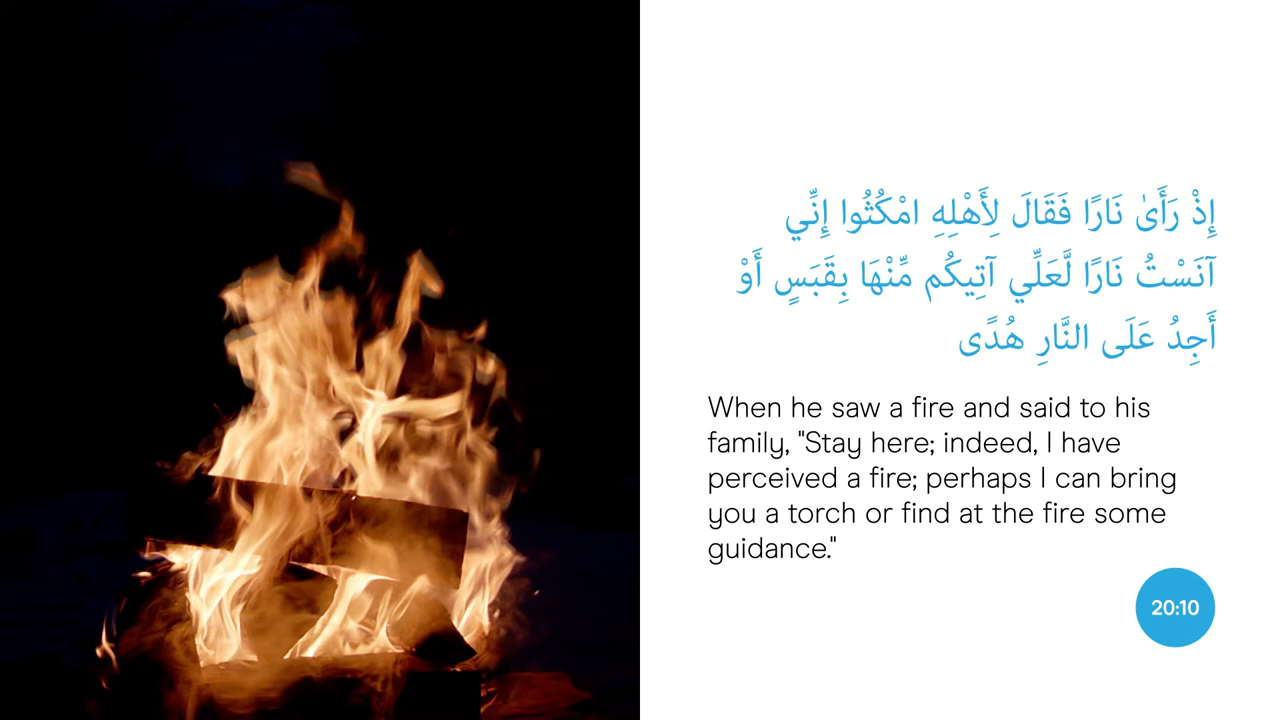 إِذْ رَأَىٰ نَارًا فَقَالَ لِأَهْلِهِ امْكُثُوا إِنِّي
آنَسْتُ نَارًا لَّعَلِّي آتِيكُم مِّنْهَا بِقَبَسٍ أَوْ
أَجِدُ عَلَى النَّارِ هُدًى
When he saw a fire and said to his
family, "Stay here; indeed, I have
perceived a fire; perhaps I can bring
you a torch or find at the fire some
guidance."
20:10